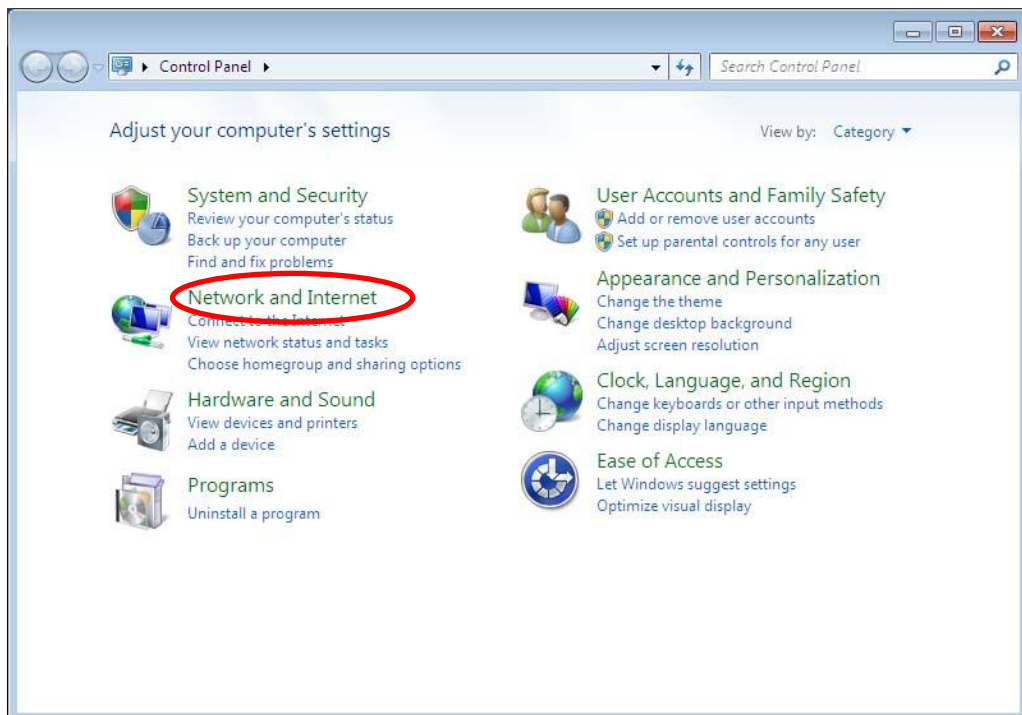 Control Panel
Search Control Panel
Adjust your computer's settings
View by: Category
System and Security
Review your computer's status
Back up your computer
Find and fix problems
Network and Internet
Connect to the Internet
View network status and tasks
Choose homegroup and sharing options
Hardware and Sound
View devices and printers
Add a device
Programs
Uninstall a program
User Accounts and Family Safety
Add or remove user accounts
Set up parental controls for any user
Appearance and Personalization
Change the theme
Change desktop background
Adjust screen resolution
Clock, Language, and Region
Change keyboards or other input methods
Change display language
Ease of Access
Let Windows suggest settings
Optimize visual display